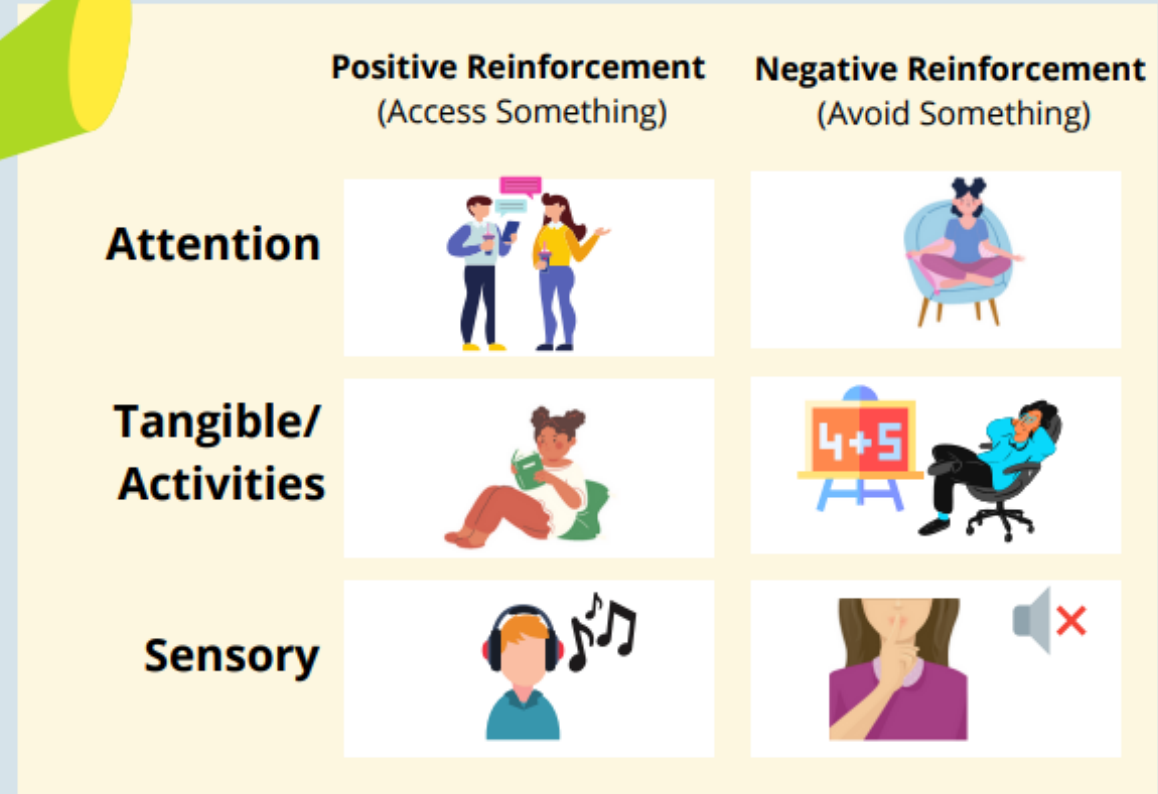 Positive Reinforcement
(Access Something)
Negative Reinforcement
(Avoid Something)
Attention
Tangible/
Activities
4+5
Sensory